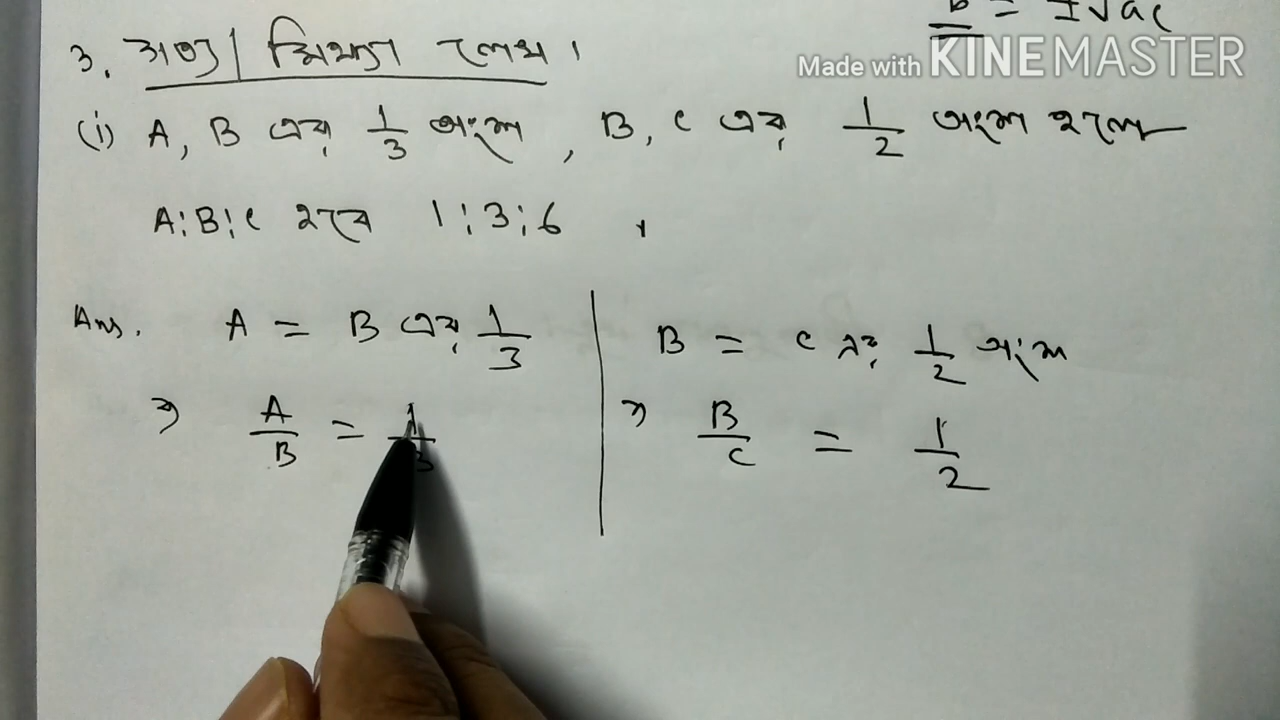 b = ±√ac
Made with KINEMASTER
3. সত্য / মিথ্যা লেখ।
(i) A, B এর 1/3 অংশ, B, C এর 1/2 অংশ হলে
A:B:C হবে 1:3:6
Ans. A = B এর 1/3 | B = C এর 1/2 অংশ
⇒ A/B = 1/3 | ⇒ B/C = 1/2